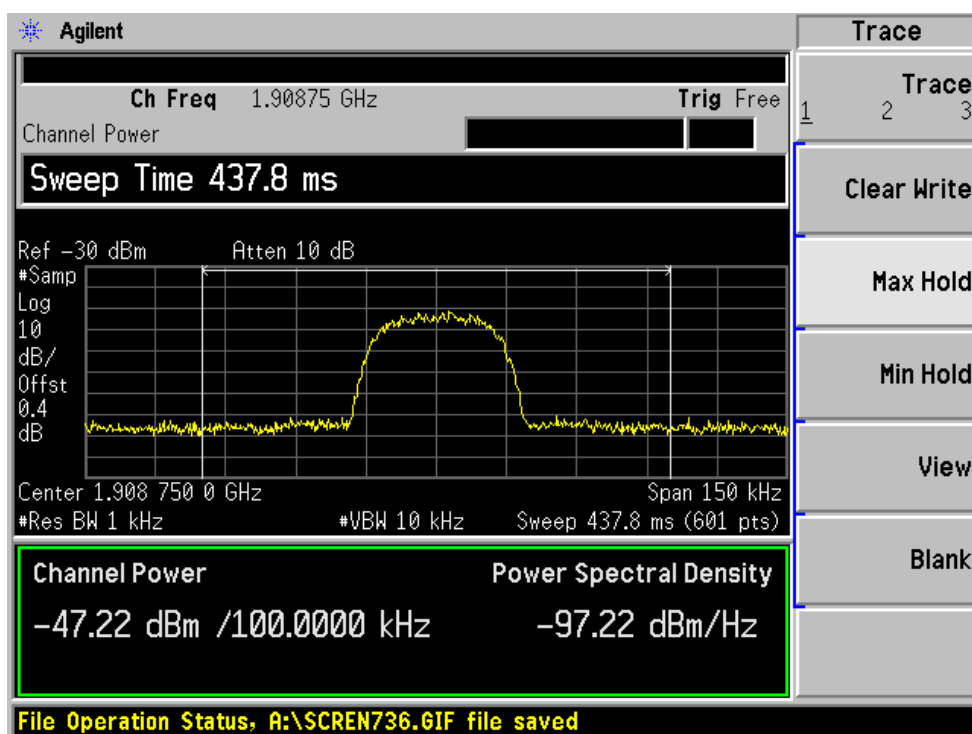 Agilent
Trace
Ch Freq 1.90875 GHz Trig Free
Channel Power
Trace
1 2 3
Sweep Time 437.8 ms
Clear Write
Ref -30 dBm Atten 10 dB
#Samp
Log
10
dB/
Offst
0.4
dB
Max Hold
Min Hold
View
Center 1.908 750 0 GHz Span 150 kHz
#Res BW 1 kHz #VBW 10 kHz Sweep 437.8 ms (601 pts)
Blank
Channel Power Power Spectral Density
-47.22 dBm /100.0000 kHz -97.22 dBm/Hz
File Operation Status, A:\SCREN736.GIF file saved